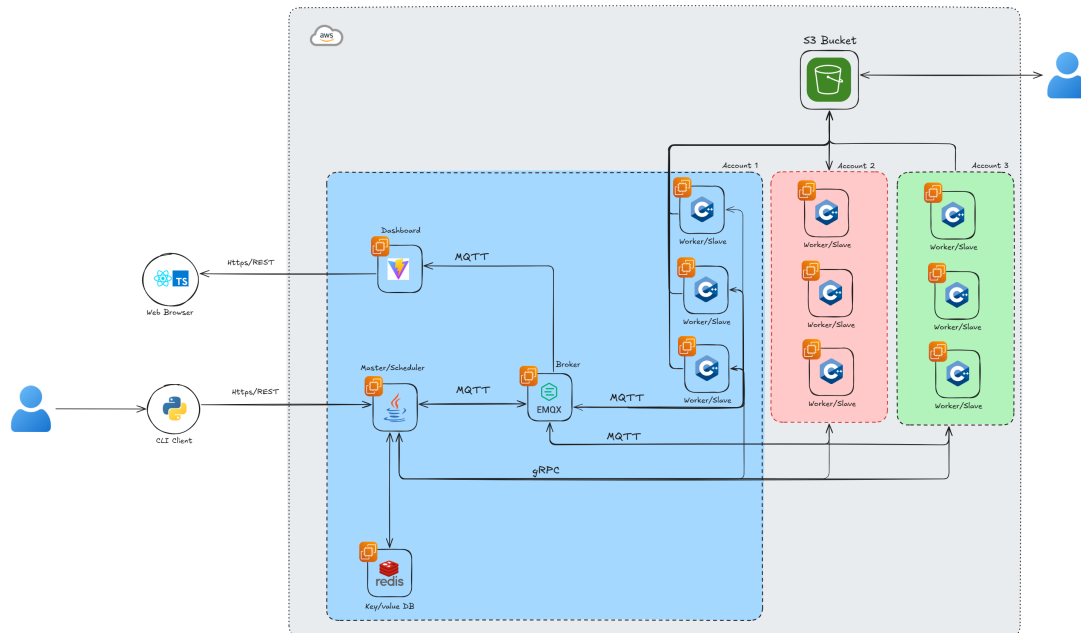 aws
S3 Bucket
Account 1
Account 2
Account 3
Worker/Slave
Worker/Slave
Worker/Slave
Dashboard
MQTT
Https/REST
TS
Web Browser
Worker/Slave
Worker/Slave
Worker/Slave
Master/Scheduler
Broker
Https/REST
MQTT
EMQX
MQTT
Worker/Slave
Worker/Slave
Worker/Slave
CLI Client
MQTT
gRPC
redis
Key/value DB
C++
C++
C++
C++
C++
C++
C++
C++
C++